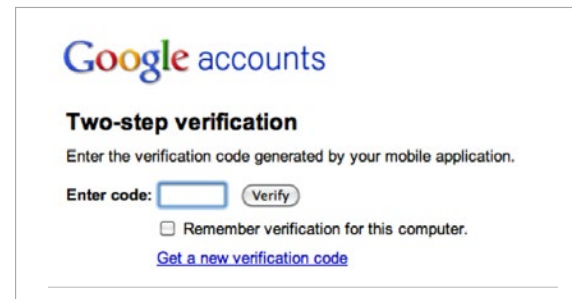 Google accounts
Two-step verification
Enter the verification code generated by your mobile application.
Enter code: Verify
Remember verification for this computer.
Get a new verification code